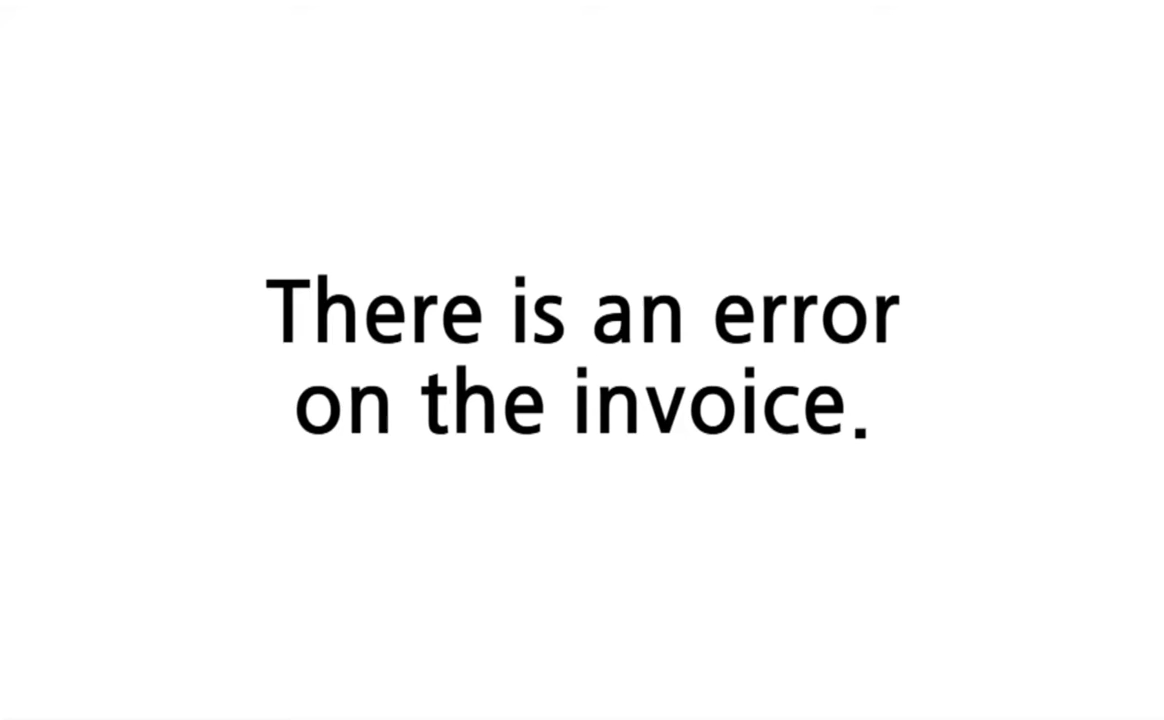 There is an error
on the invoice.